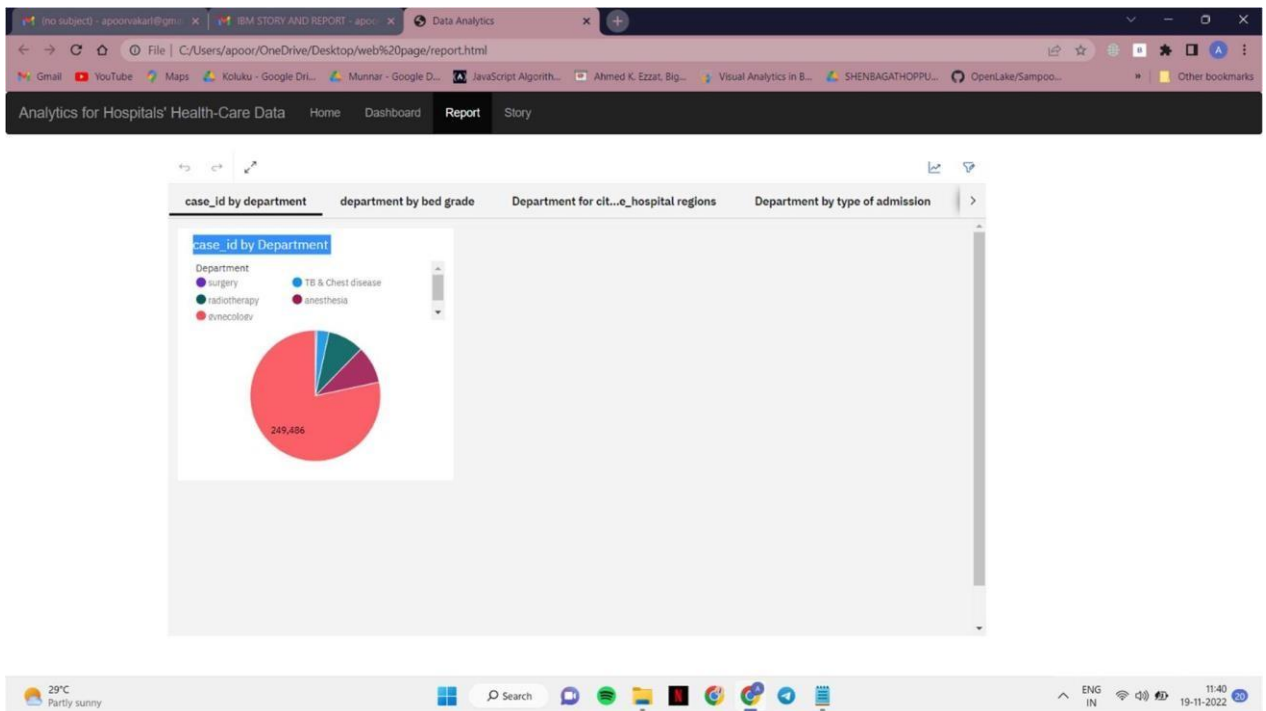 (no subject) - apoorvakarl@gma
IBM STORY AND REPORT - apoo
Data Analytics
File | C:/Users/apoor/OneDrive/Desktop/web%20page/report.html
Gmail
YouTube
Maps
Koluku - Google Dri...
Munnar - Google D...
JavaScript Algorith...
Ahmed K. Ezzat, Big...
Visual Analytics in B...
SHENBAGATHOPPU...
OpenLake/Sampoo...
»
Other bookmarks
Analytics for Hospitals' Health-Care Data
Home
Dashboard
Report
Story
case_id by department
department by bed grade
Department for cit...e_hospital regions
Department by type of admission
case_id by Department
Department
surgery
TB & Chest disease
radiotherapy
anesthesia
gynecology
249,486
29°C
Partly sunny
Search
ENG
IN
11:40
19-11-2022
20